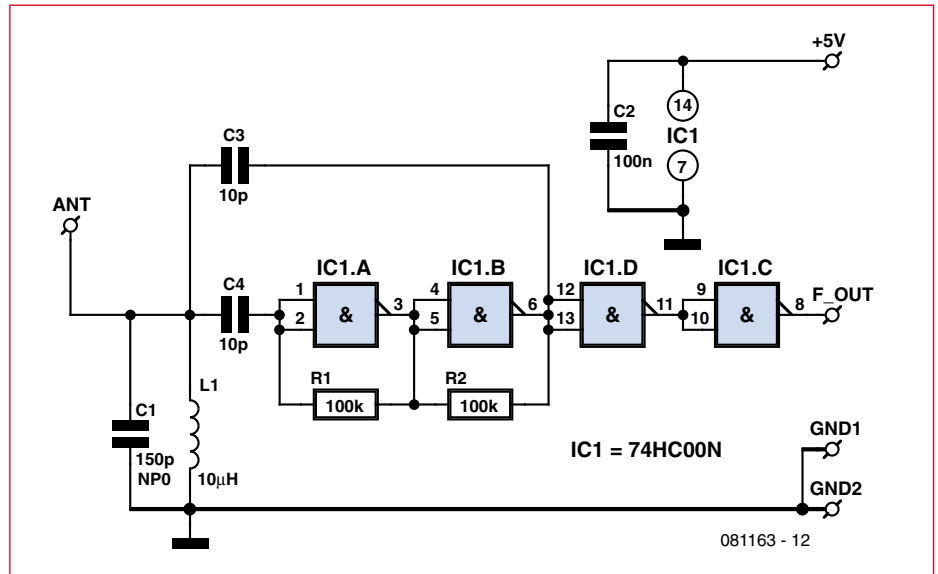 +5V
C2
100n
14
IC1
7
C3
10p
ANT
C4
10p
IC1.A
IC1.B
IC1.D
IC1.C
1
2
&
3
4
5
&
6
12
13
&
11
9
10
&
8
F_OUT
R1
100k
R2
100k
L1
10µH
C1
150p
NP0
IC1 = 74HC00N
GND1
GND2
081163 - 12